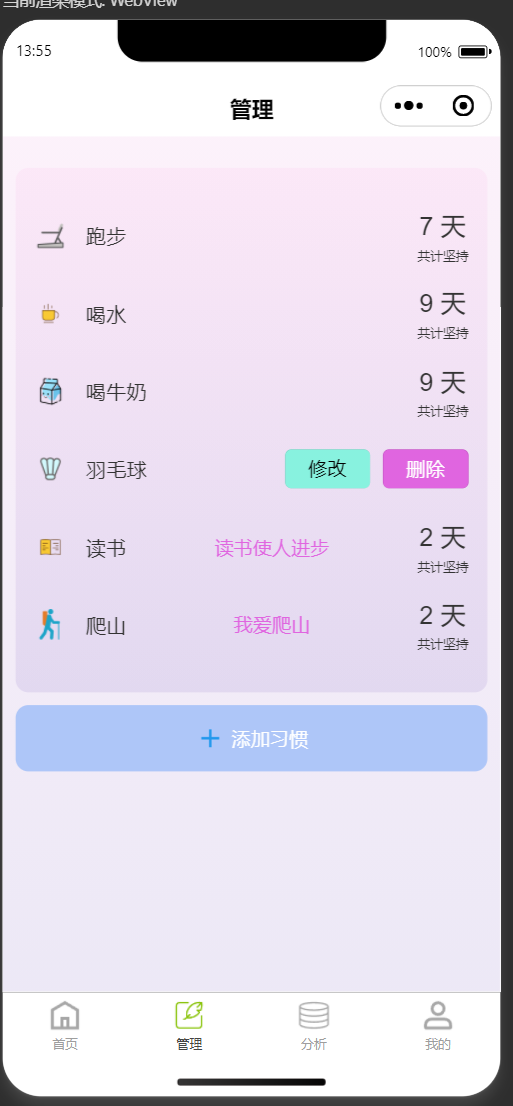 当前渲染模式: WebView
13:55
100%
管理
跑步
7 天
共计坚持
喝水
9 天
共计坚持
喝牛奶
9 天
共计坚持
羽毛球 修改 删除
读书 读书使人进步
2 天
共计坚持
爬山 我爱爬山
2 天
共计坚持
添加习惯
首页 管理 分析 我的